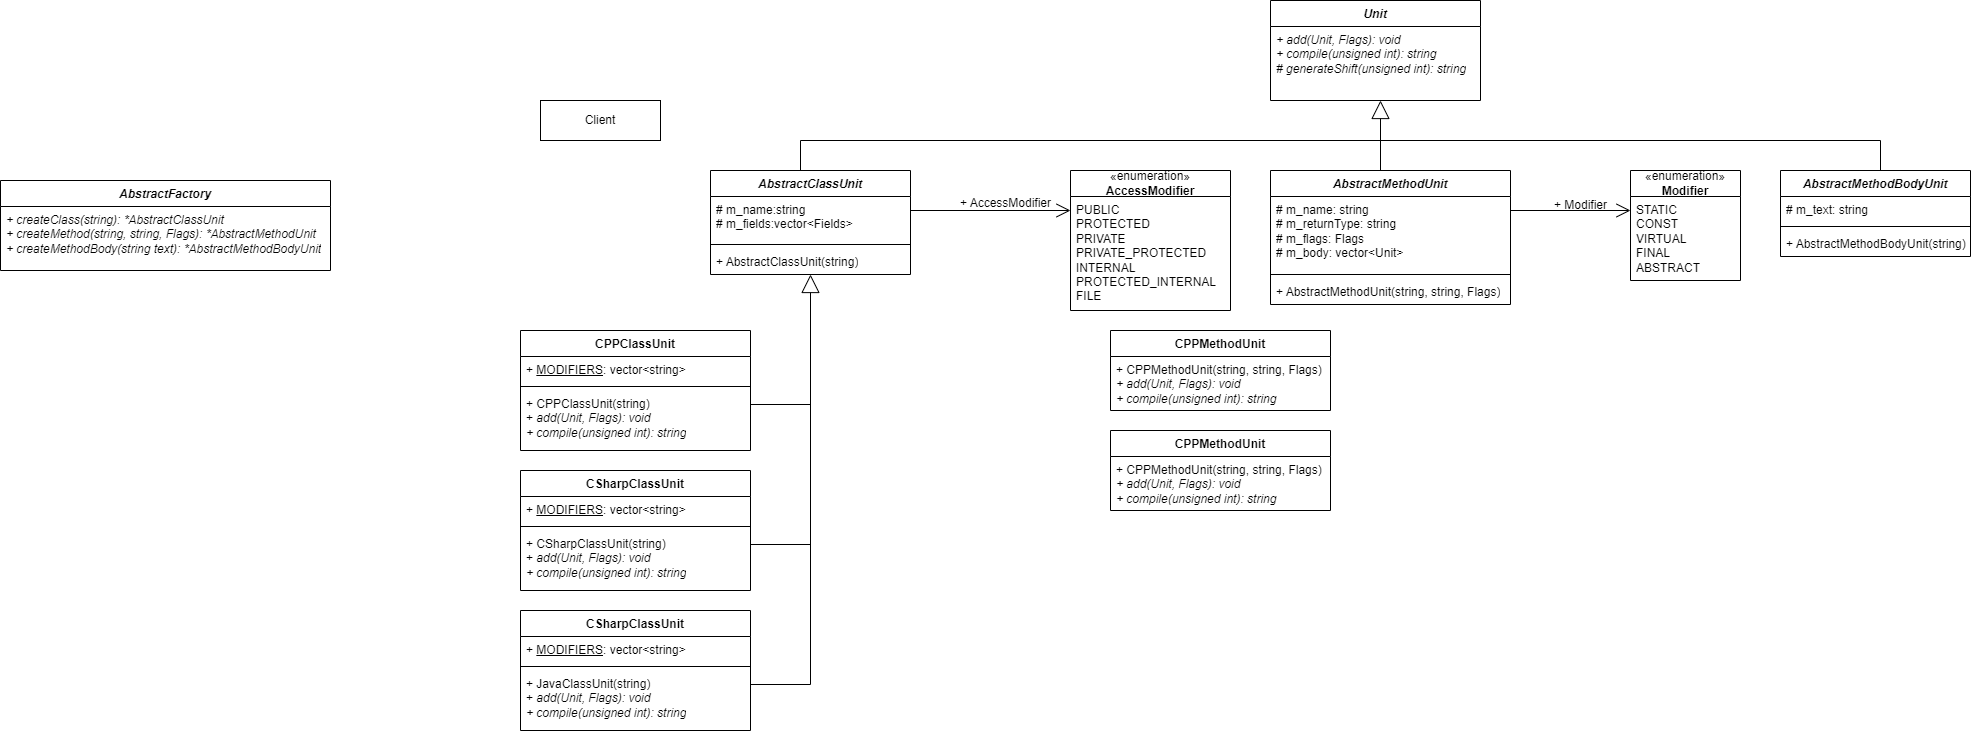 Unit
+ add(Unit, Flags): void
+ compile(unsigned int): string
# generateShift(unsigned int): string
Client
AbstractFactory
+ createClass(string): *AbstractClassUnit
+ createMethod(string, string, Flags): *AbstractMethodUnit
+ createMethodBody(string text): *AbstractMethodBodyUnit
AbstractClassUnit
# m_name:string
# m_fields:vector<Fields>
+ AbstractClassUnit(string)
+ AccessModifier
«enumeration»
AccessModifier
PUBLIC
PROTECTED
PRIVATE
PRIVATE_PROTECTED
INTERNAL
PROTECTED_INTERNAL
FILE
AbstractMethodUnit
# m_name: string
# m_returnType: string
# m_flags: Flags
# m_body: vector<Unit>
+ AbstractMethodUnit(string, string, Flags)
+ Modifier
«enumeration»
Modifier
STATIC
CONST
VIRTUAL
FINAL
ABSTRACT
AbstractMethodBodyUnit
# m_text: string
+ AbstractMethodBodyUnit(string)
CPPClassUnit
+ MODIFIERS: vector<string>
+ CPPClassUnit(string)
+ add(Unit, Flags): void
+ compile(unsigned int): string
CPPMethodUnit
+ CPPMethodUnit(string, string, Flags)
+ add(Unit, Flags): void
+ compile(unsigned int): string
CPPMethodUnit
+ CPPMethodUnit(string, string, Flags)
+ add(Unit, Flags): void
+ compile(unsigned int): string
CSharpClassUnit
+ MODIFIERS: vector<string>
+ CSharpClassUnit(string)
+ add(Unit, Flags): void
+ compile(unsigned int): string
CSharpClassUnit
+ MODIFIERS: vector<string>
+ JavaClassUnit(string)
+ add(Unit, Flags): void
+ compile(unsigned int): string